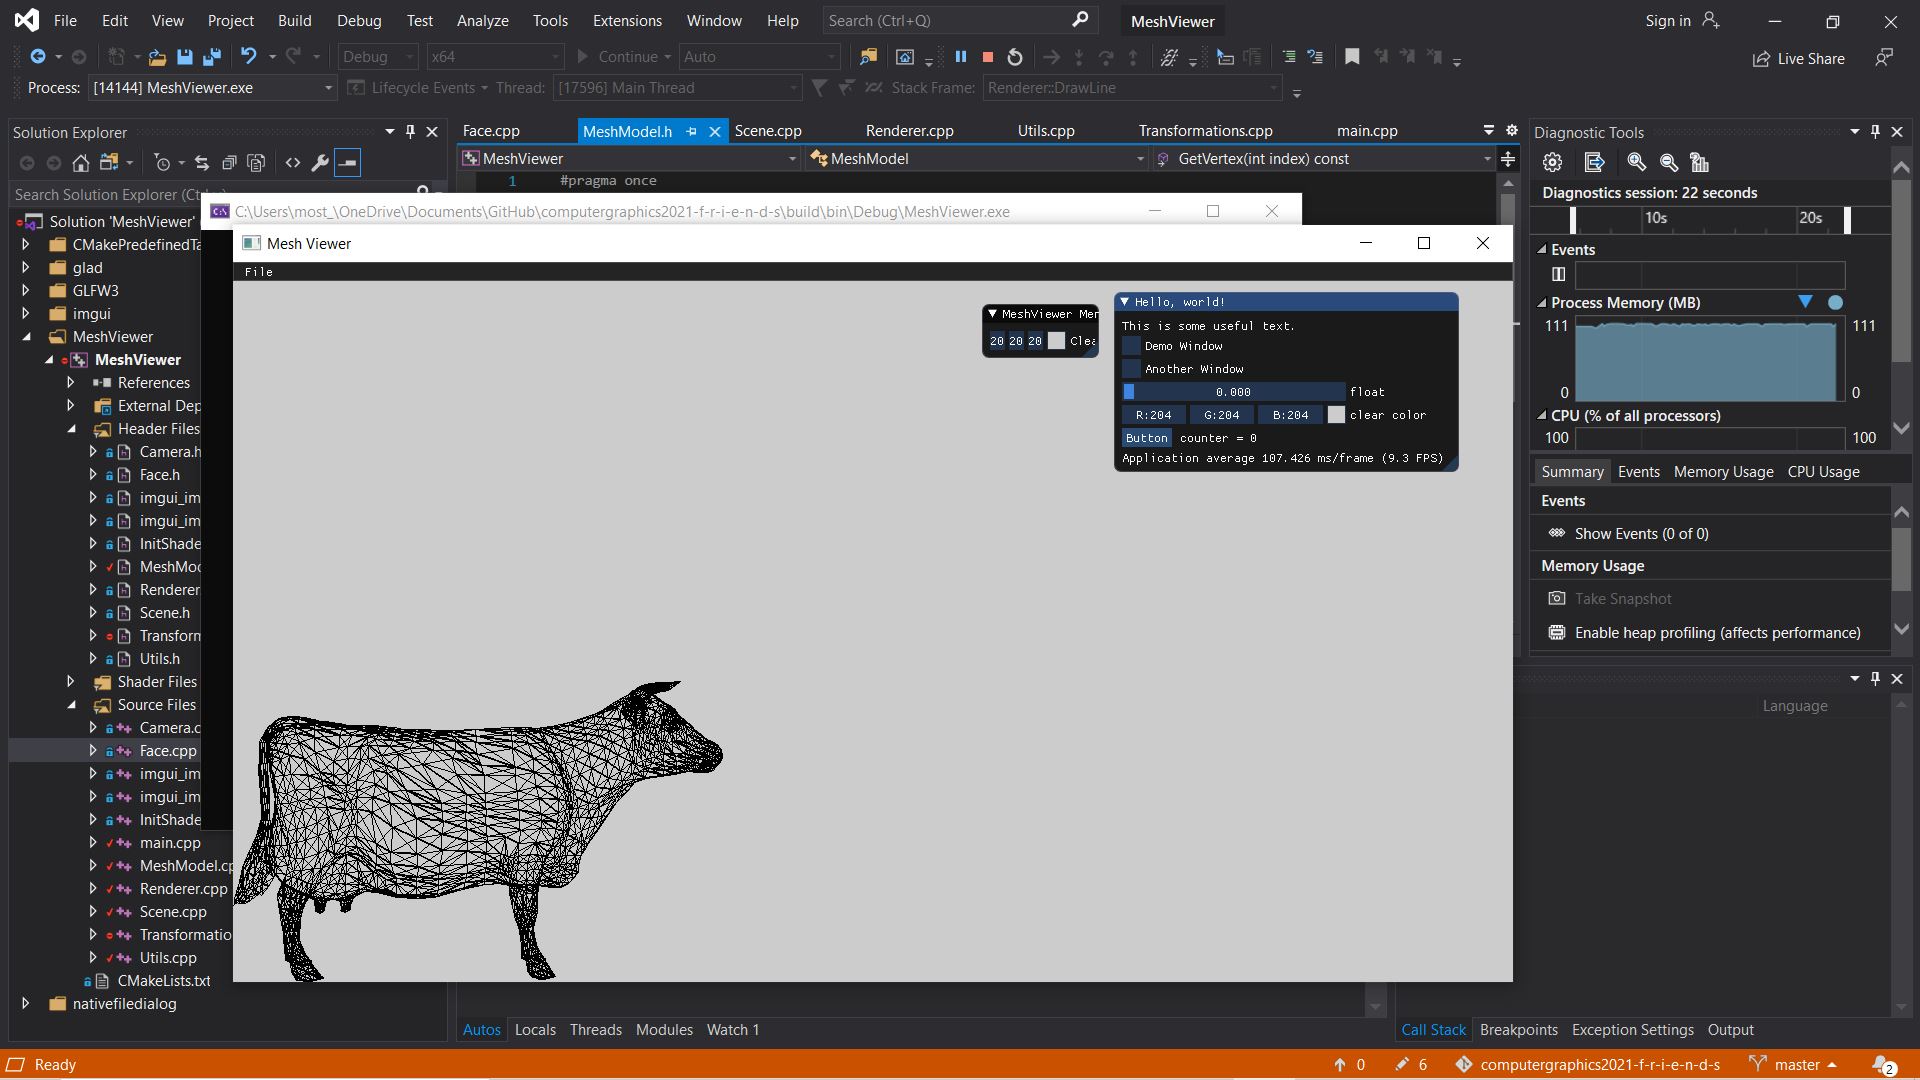 File Edit View Project Build Debug Test Analyze Tools Extensions Window Help Search (Ctrl+Q) MeshViewer Sign in
Debug x64 Continue Auto Live Share
Process: [14144] MeshViewer.exe Lifecycle Events Thread: [17596] Main Thread Stack Frame: Renderer::DrawLine
Solution Explorer
Search Solution Explorer (Ct
Solution 'MeshViewer'
CMakePredefinedTa
glad
GLFW3
imgui
MeshViewer
MeshViewer
References
External Dep
Header Files
Camera.h
Face.h
imgui_im
imgui_im
InitShade
MeshMod
Renderer
Scene.h
Transform
Utils.h
Shader Files
Source Files
Camera.c
Face.cpp
imgui_im
imgui_im
InitShade
main.cpp
MeshModel.cp
Renderer.cpp
Scene.cpp
Transformatio
Utils.cpp
CMakeLists.txt
nativefiledialog
Face.cpp MeshModel.h Scene.cpp Renderer.cpp Utils.cpp Transformations.cpp main.cpp
MeshViewer MeshModel GetVertex(int index) const
1 #pragma once
C:\Users\most_\OneDrive\Documents\GitHub\computergraphics2021-f-r-i-e-n-d-s\build\bin\Debug\MeshViewer.exe
Mesh Viewer
File
MeshViewer Men
20 20 20 Clea
Hello, world!
This is some useful text.
Demo Window
Another Window
0.000 float
R:204 G:204 B:204 clear color
Button counter = 0
Application average 107.426 ms/frame (9.3 FPS)
Diagnostic Tools
Diagnostics session: 22 seconds
10s 20s
Events
Process Memory (MB)
111 111
0 0
CPU (% of all processors)
100 100
Summary Events Memory Usage CPU Usage
Events
Show Events (0 of 0)
Memory Usage
Take Snapshot
Enable heap profiling (affects performance)
Language
Autos Locals Threads Modules Watch 1
Call Stack Breakpoints Exception Settings Output
Ready 0 6 computergraphics2021-f-r-i-e-n-d-s master 2